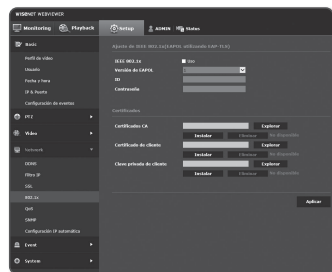 WISENET WEBVIEWER
Monitoring Playback Setup ADMIN Status
Basic
Perfil de vídeo
Usuario
Fecha y hora
IP & Puerto
Configuración de eventos
PTZ
Video
Network
DDNS
Filtro IP
SSL
802.1x
QoS
SNMP
Configuración IP automática
Event
System
Ajuste de IEEE 802.1x(EAPOL utilizando EAP-TLS)
IEEE 802.1x Uso
Versión de EAPOL
ID
Contraseña
Certificados
Certificados CA Explorar
Instalar Eliminar No disponible
Certificado de cliente Explorar
Instalar Eliminar No disponible
Clave privada de cliente Explorar
Instalar Eliminar No disponible
Aplicar